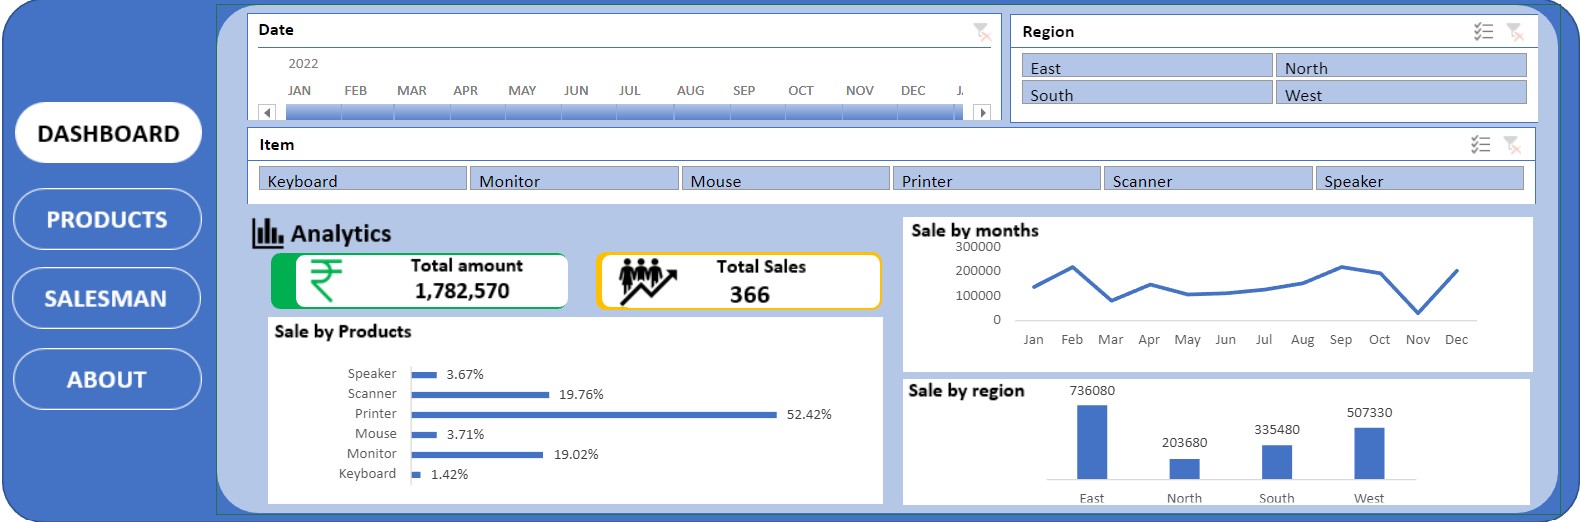 Date
2022
JAN FEB MAR APR MAY JUN JUL AUG SEP OCT NOV DEC
Region
East North
South West
DASHBOARD
PRODUCTS
SALESMAN
ABOUT
Item
Keyboard Monitor Mouse Printer Scanner Speaker
Analytics
Total amount
1,782,570
Total Sales
366
Sale by Products
Speaker 3.67%
Scanner 19.76%
Printer 52.42%
Mouse 3.71%
Monitor 19.02%
Keyboard 1.42%
Sale by months
300000
200000
100000
0
Jan Feb Mar Apr May Jun Jul Aug Sep Oct Nov Dec
Sale by region
736080 203680 335480 507330
East North South West